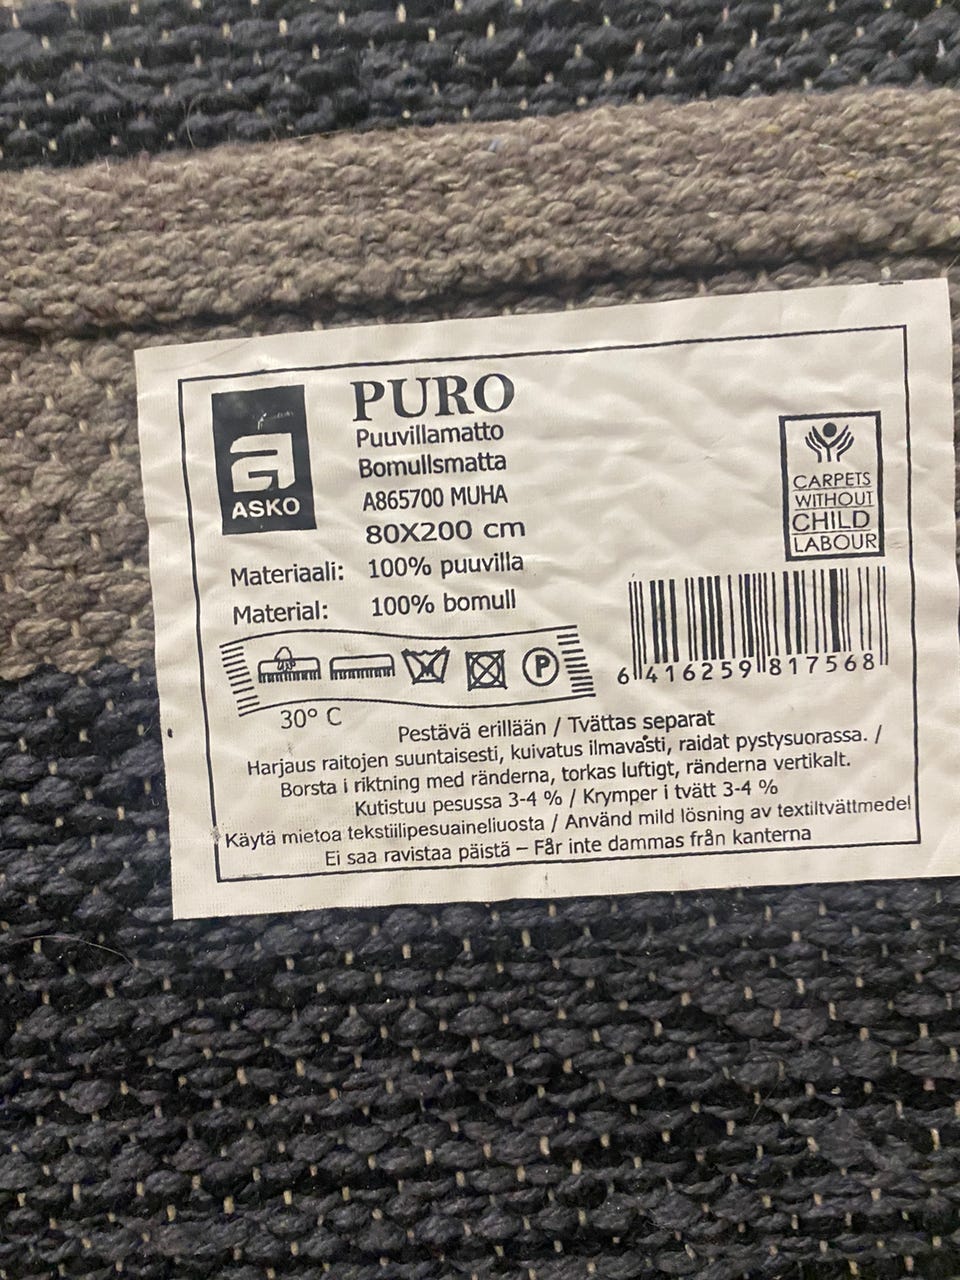 PURO
Puuvillamatto
Bomullsmatta
A865700 MUHA
80X200 cm
ASKO
Materiaali: 100% puuvilla
Material: 100% bomull
CARPETS
WITHOUT
CHILD
LABOUR
6 416259 817568
P
30° C
Pestävä erillään / Tvättas separat
Harjaus raitojen suuntaisesti, kuivatus ilmavasti, raidat pystysuorassa. /
Borsta i riktning med ränderna, torkas luftigt, ränderna vertikalt.
Kutistuu pesussa 3-4 % / Krymper i tvätt 3-4 %
Käytä mietoa tekstiilipesuaineliuosta / Använd mild lösning av textiltvättmedel
Ei saa ravistaa päistä – Får inte dammas från kanterna